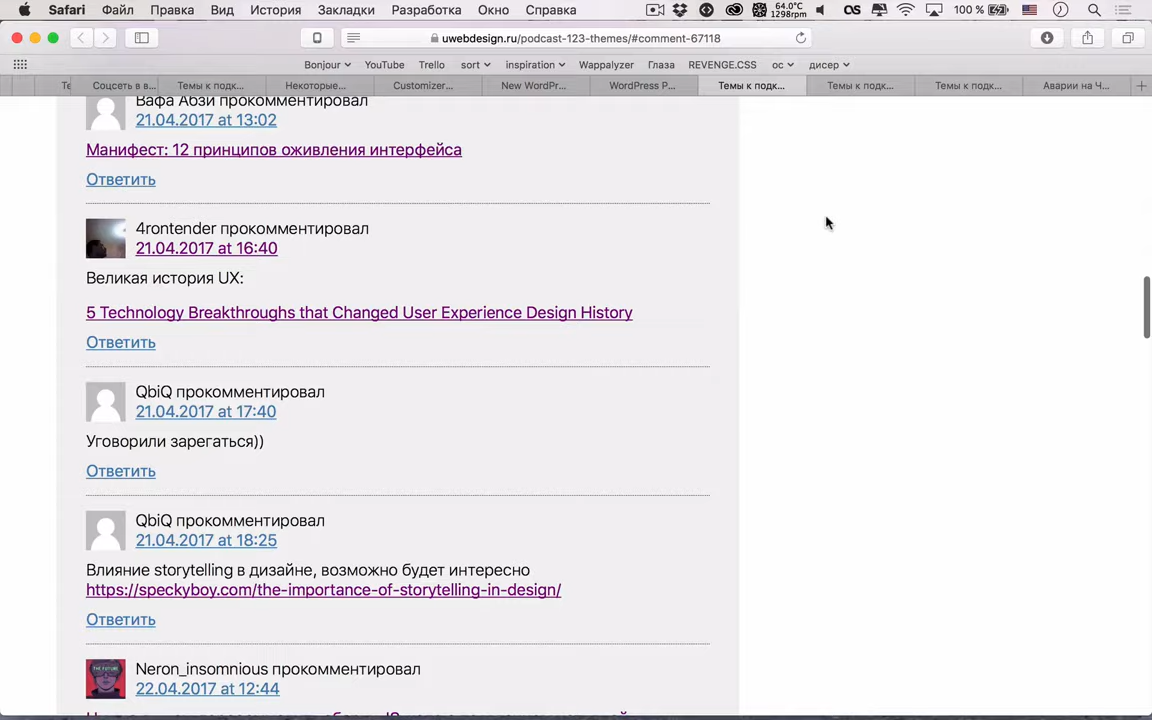 Safari Файл Правка Вид История Закладки Разработка Окно Справка 64.0°C 1298rpm 100 %
uwebdesign.ru/podcast-123-themes/#comment-67118
Bonjour YouTube Trello sort inspiration Wappalyzer Глаза REVENGE.CSS ос дисер
Те Соцсеть в в... Темы к подк... Некоторые... Customizer... New WordPr... WordPress P... Темы к подк... Темы к подк... Темы к подк... Аварии на Ч...
Вафа Абзи прокомментировал
21.04.2017 at 13:02
Манифест: 12 принципов оживления интерфейса
Ответить
4rontender прокомментировал
21.04.2017 at 16:40
Великая история UX:
5 Technology Breakthroughs that Changed User Experience Design History
Ответить
QbiQ прокомментировал
21.04.2017 at 17:40
Уговорили зарегаться))
Ответить
QbiQ прокомментировал
21.04.2017 at 18:25
Влияние storytelling в дизайне, возможно будет интересно
https://speckyboy.com/the-importance-of-storytelling-in-design/
Ответить
Neron_insomnious прокомментировал
22.04.2017 at 12:44